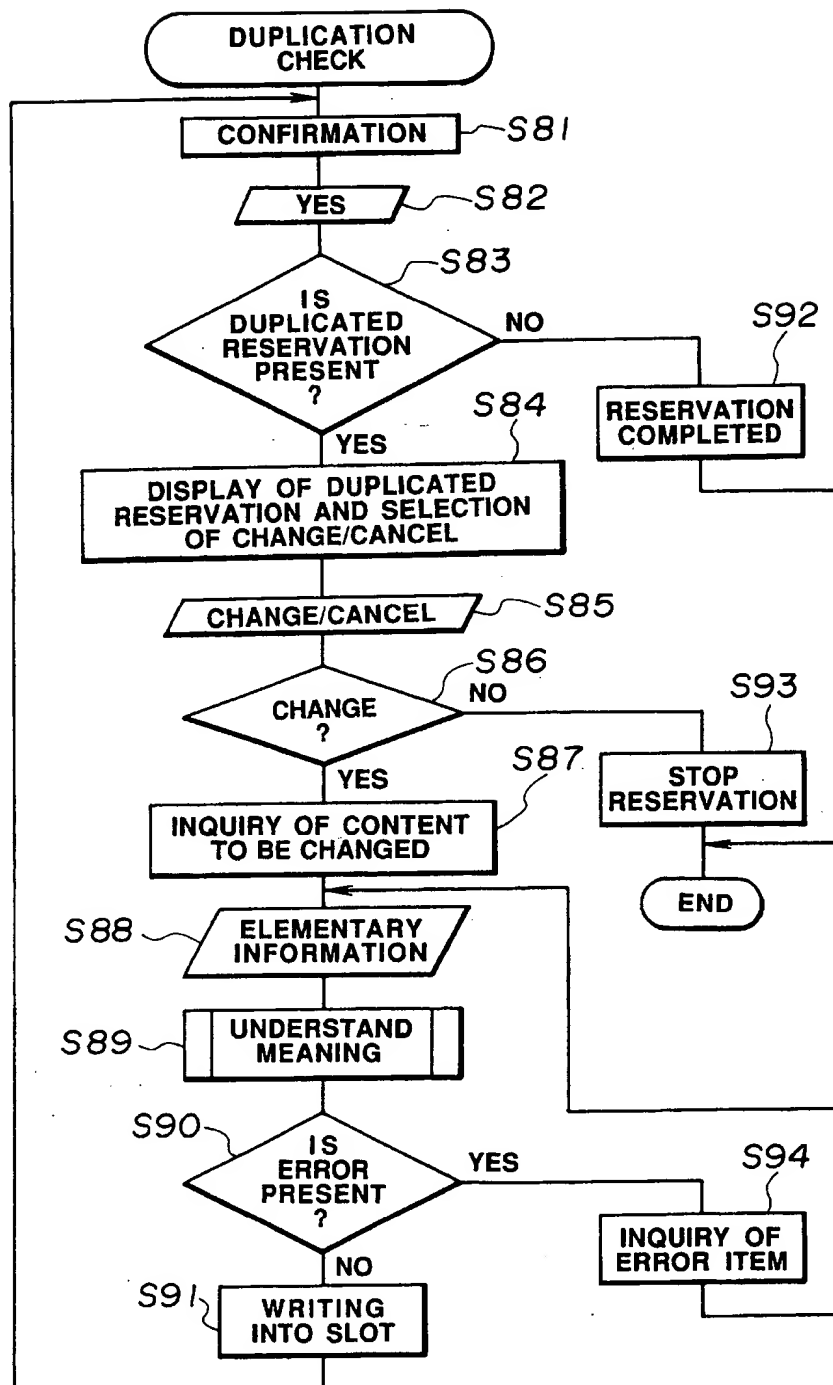 DUPLICATION
CHECK
CONFIRMATION
S81
YES
S82
S83
IS
DUPLICATED
RESERVATION
PRESENT
?
NO
S92
RESERVATION
COMPLETED
YES
S84
DISPLAY OF DUPLICATED
RESERVATION AND SELECTION
OF CHANGE/CANCEL
CHANGE/CANCEL
S85
S86
CHANGE
?
NO
S93
STOP
RESERVATION
END
YES
S87
INQUIRY OF CONTENT
TO BE CHANGED
S88
ELEMENTARY
INFORMATION
S89
UNDERSTAND
MEANING
S90
IS
ERROR
PRESENT
?
YES
S94
INQUIRY OF
ERROR ITEM
NO
S91
WRITING
INTO SLOT